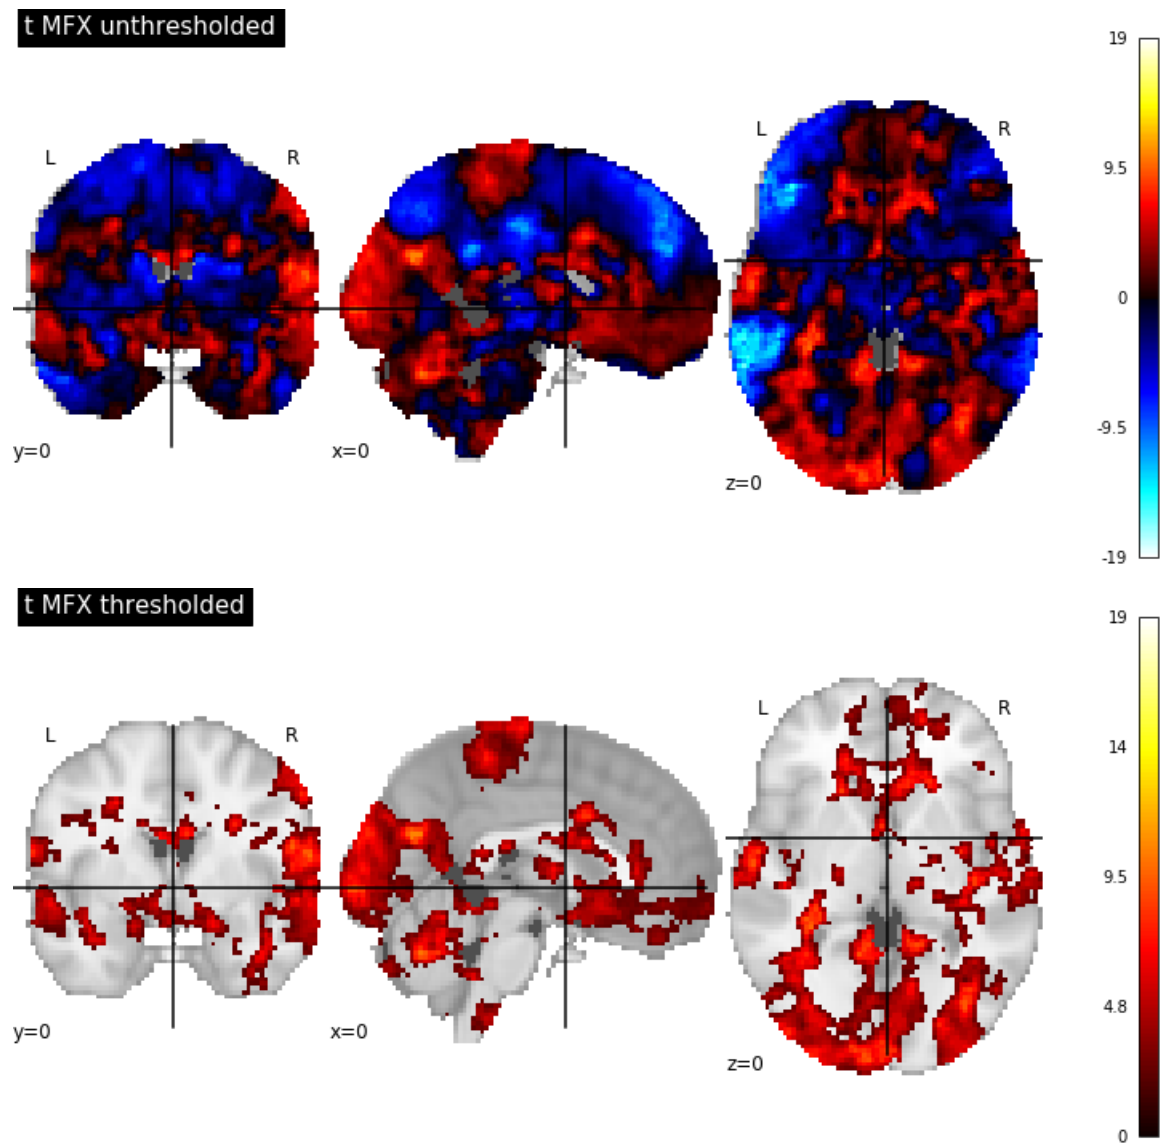 t MFX unthresholded
19
9.5
0
-9.5
-19
L
R
y=0
x=0
L
R
z=0
t MFX thresholded
19
14
9.5
4.8
0
L
R
y=0
x=0
L
R
z=0